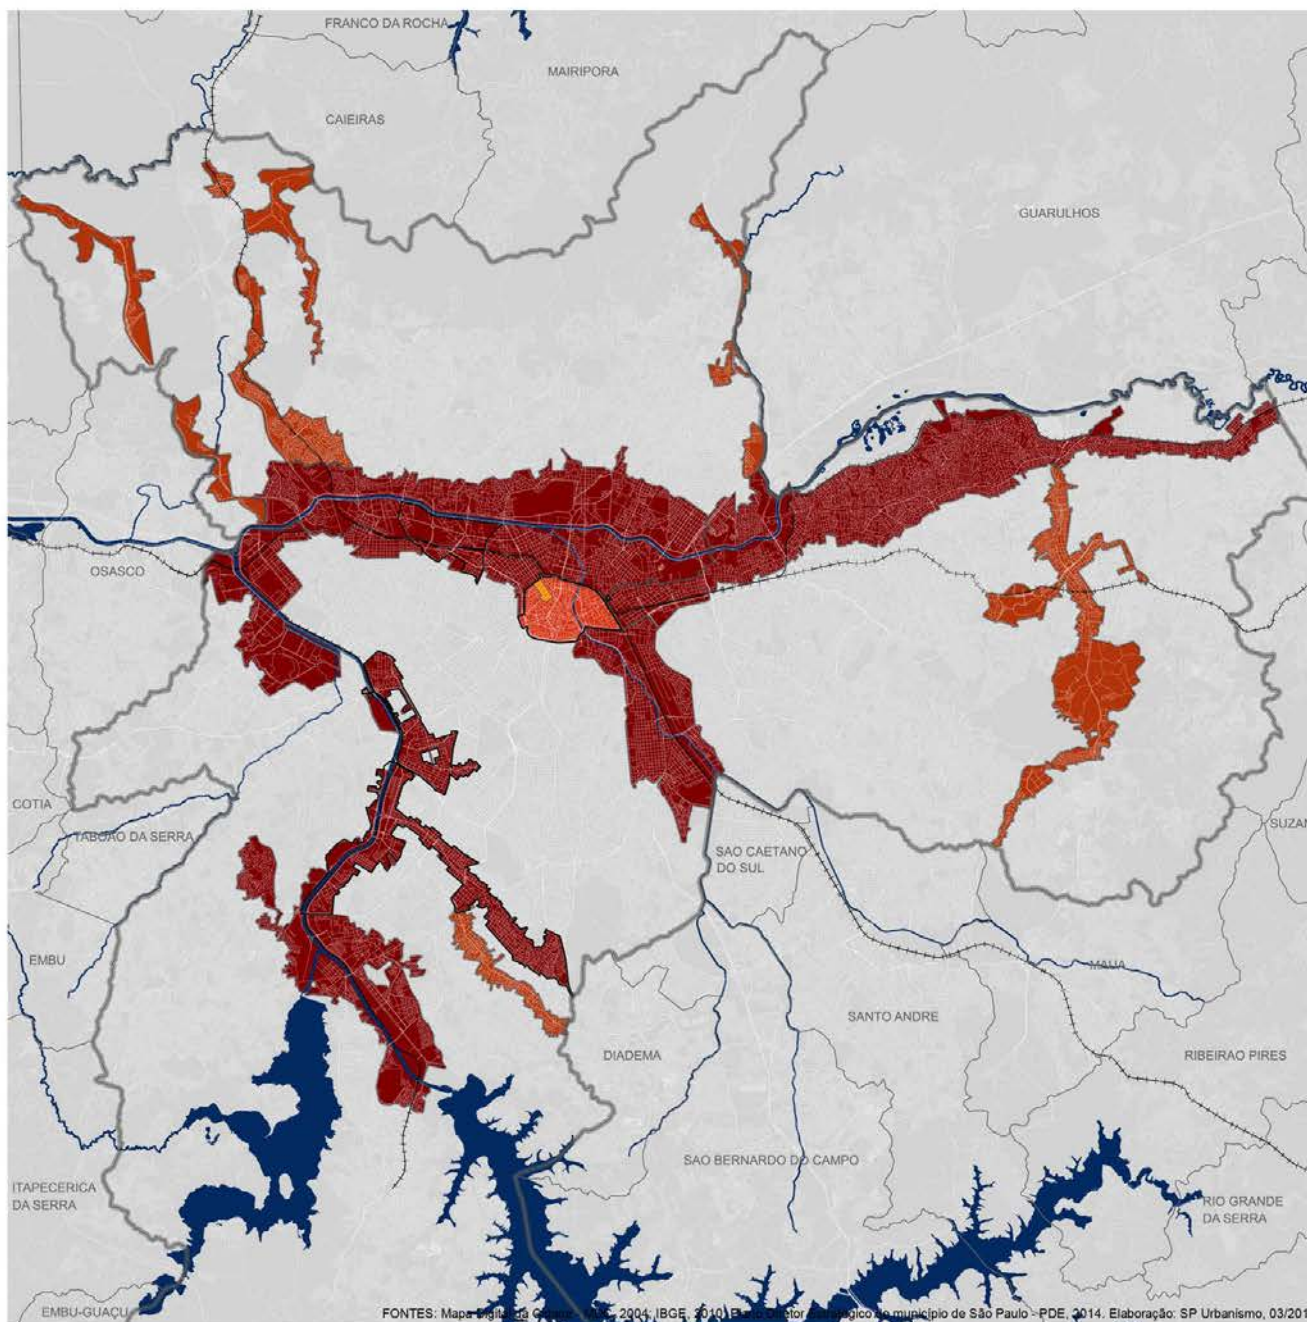 FRANCO DA ROCHA
MAIRIPORA
CAIEIRAS
GUARULHOS
OSASCO
COTIA
TABOAO DA SERRA
SUZAN
SAO CAETANO
DO SUL
EMBU
MAUA
SANTO ANDRE
DIADEMA
RIBEIRAO PIRES
SAO BERNARDO DO CAMPO
ITAPECERICA
DA SERRA
RIO GRANDE
DA SERRA
EMBU-GUAÇU
FONTES: Mapa Digital da Cidade - MDC, 2004; IBGE, 2010; Plano Diretor Estratégico do município de São Paulo - PDE, 2014. Elaboração: SP Urbanismo, 03/201